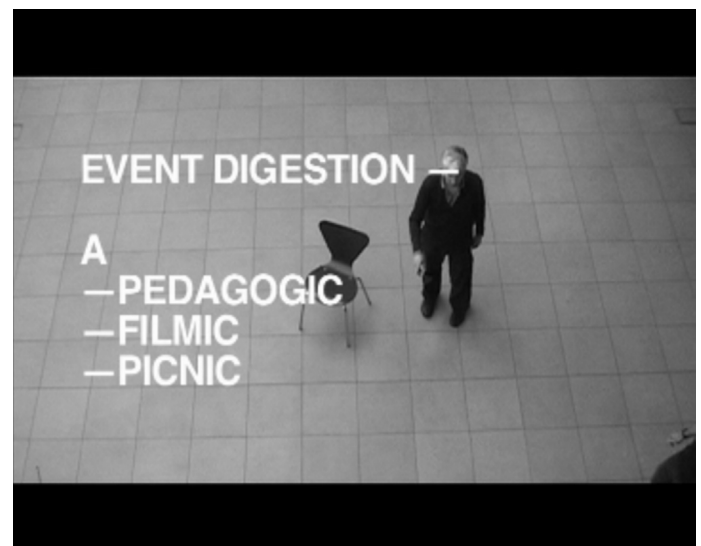 EVENT DIGESTION —
A
—PEDAGOGIC
—FILMIC
—PICNIC